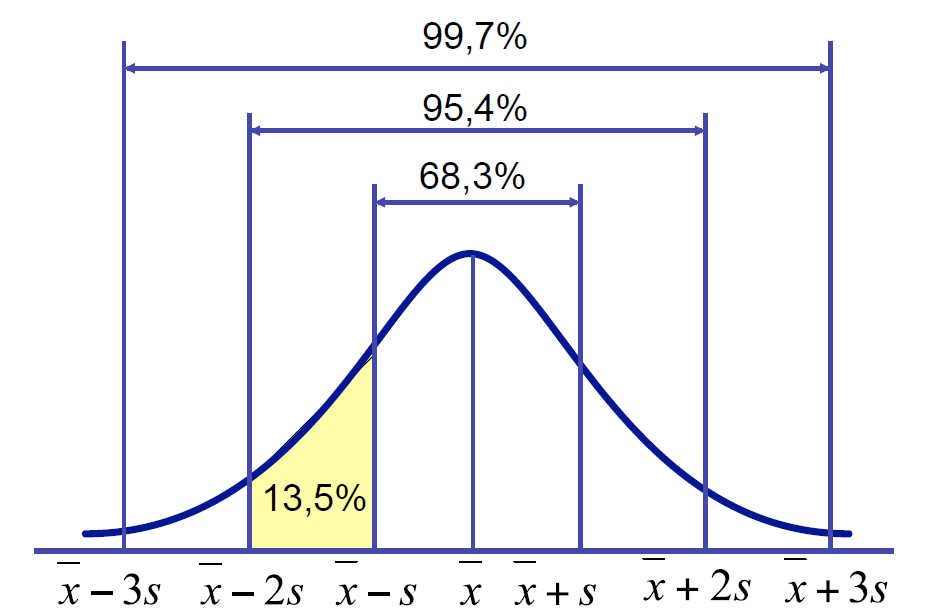 99,7%
95,4%
68,3%
13,5%
x̄ − 3s x̄ − 2s x̄ − s x̄ x̄ + s x̄ + 2s x̄ + 3s